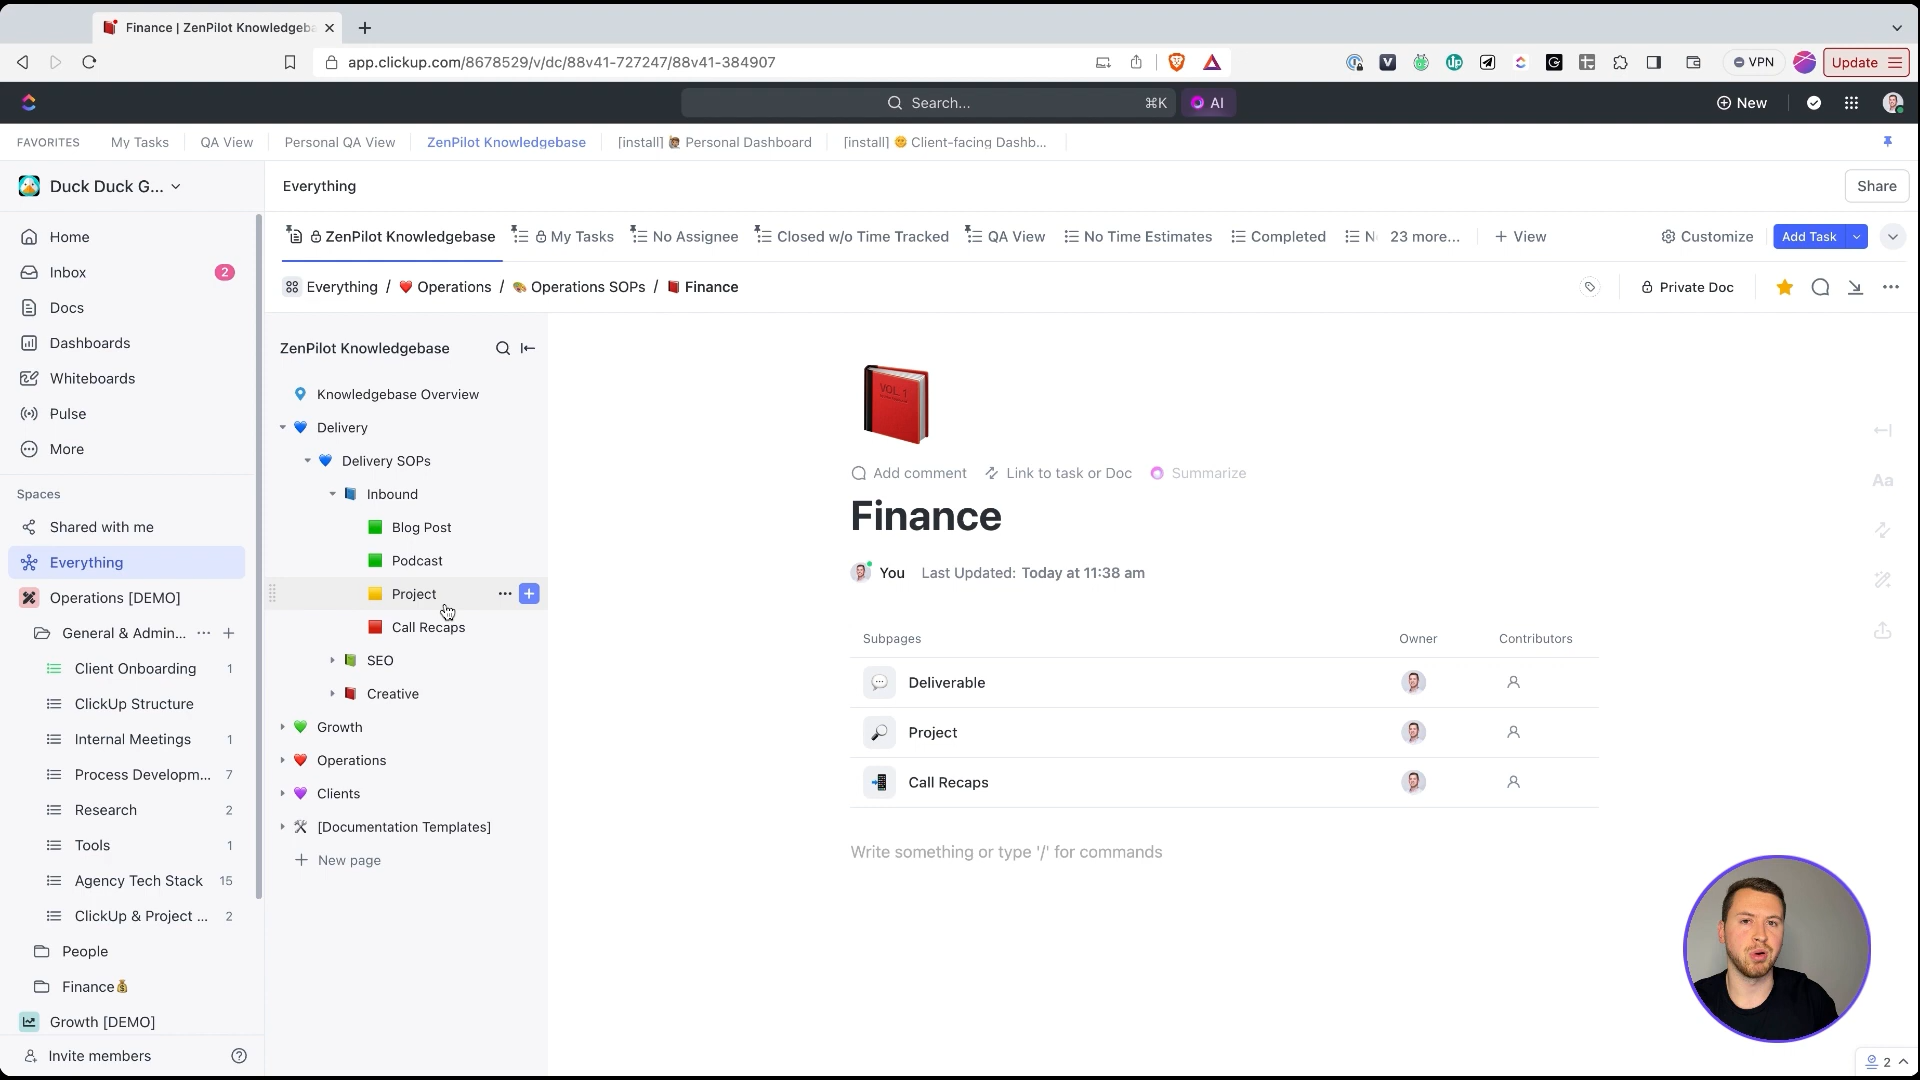 Finance | ZenPilot Knowledgeb
app.clickup.com/8678529/v/dc/88v41-727247/88v41-384907
VPN
Update
Search...
⌘K
AI
New
FAVORITES
My Tasks
QA View
Personal QA View
ZenPilot Knowledgebase
[install] 🙋🏽 Personal Dashboard
[install] 🌞 Client-facing Dashb...
Duck Duck G...
Everything
Share
Home
Inbox
2
Docs
Dashboards
Whiteboards
Pulse
More
Spaces
Shared with me
Everything
Operations [DEMO]
General & Admin...
Client Onboarding
1
ClickUp Structure
Internal Meetings
1
Process Developm...
7
Research
2
Tools
1
Agency Tech Stack
15
ClickUp & Project ...
2
People
Finance💰
Growth [DEMO]
Invite members
ZenPilot Knowledgebase
My Tasks
No Assignee
Closed w/o Time Tracked
QA View
No Time Estimates
Completed
23 more...
+ View
Customize
Add Task
Everything / ❤️ Operations / Operations SOPs / 📕 Finance
Private Doc
ZenPilot Knowledgebase
Knowledgebase Overview
Delivery
Delivery SOPs
Inbound
Blog Post
Podcast
Project
Call Recaps
SEO
Creative
Growth
Operations
Clients
[Documentation Templates]
New page
VOL. 1
Add comment
Link to task or Doc
Summarize
Finance
You
Last Updated: Today at 11:38 am
Subpages
Owner
Contributors
Deliverable
Project
Call Recaps
Write something or type '/' for commands
Aa
2